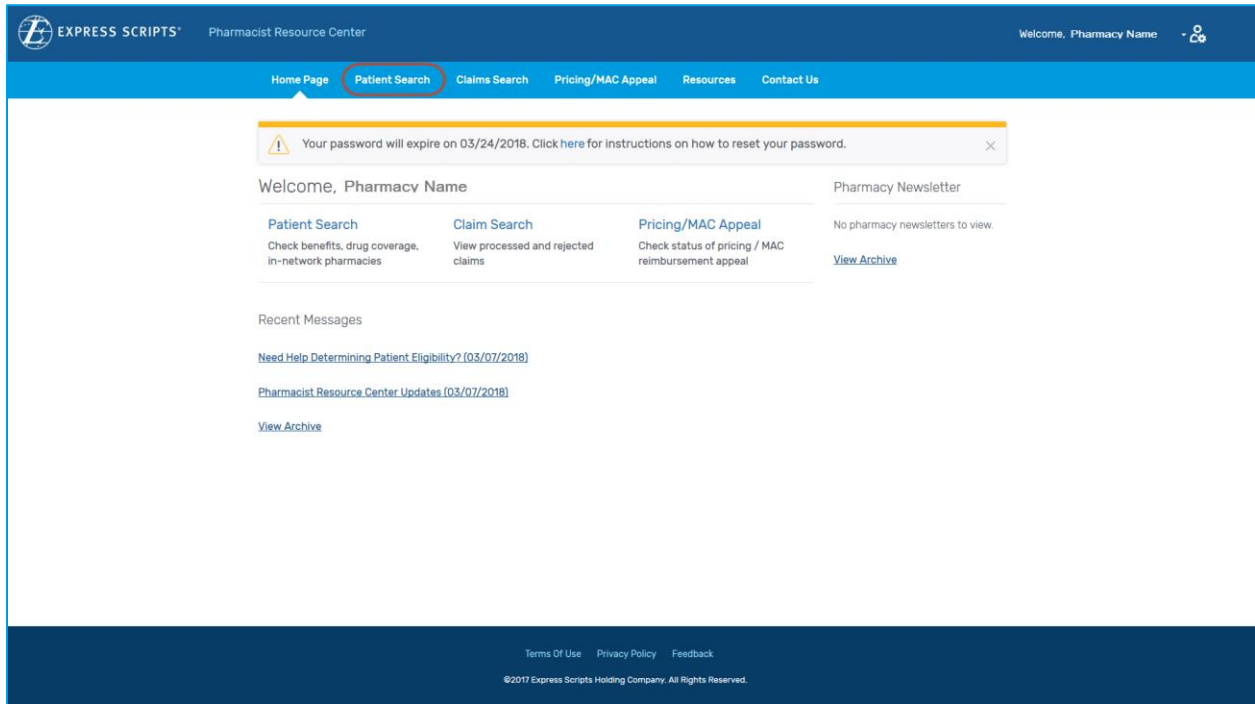 EXPRESS SCRIPTS® Pharmacist Resource Center Welcome, Pharmacy Name
Home Page Patient Search Claims Search Pricing/MAC Appeal Resources Contact Us
Your password will expire on 03/24/2018. Click here for instructions on how to reset your password.
Welcome, Pharmacy Name
Pharmacy Newsletter
Patient Search Claim Search Pricing/MAC Appeal
No pharmacy newsletters to view.
Check benefits, drug coverage, View processed and rejected Check status of pricing / MAC
in-network pharmacies claims reimbursement appeal
View Archive
Recent Messages
Need Help Determining Patient Eligibility? (03/07/2018)
Pharmacist Resource Center Updates (03/07/2018)
View Archive
Terms Of Use Privacy Policy Feedback
©2017 Express Scripts Holding Company. All Rights Reserved.